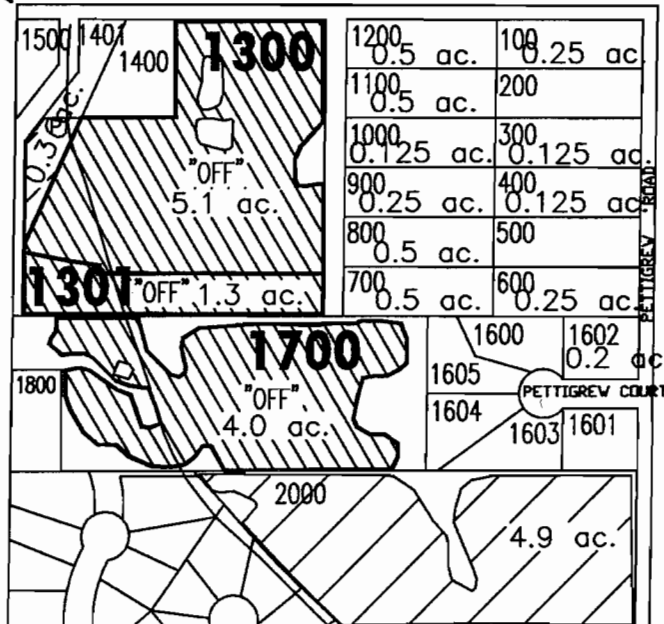 1500
1401
1400
1300
0.3 ac.
"OFF"
5.1 ac.
1301
"OFF" 1.3 ac.
1200
0.5 ac.
100
0.25 ac.
1100
0.5 ac.
200
1000
0.125 ac.
300
0.125 ac.
900
0.25 ac.
400
0.125 ac.
800
0.5 ac.
500
700
0.5 ac.
600
0.25 ac.
PETTIGREW ROAD
1700
"OFF"
4.0 ac.
1800
1600
1602
0.2 ac
1605
PETTIGREW COURT
1604
1603
1601
2000
4.9 ac.